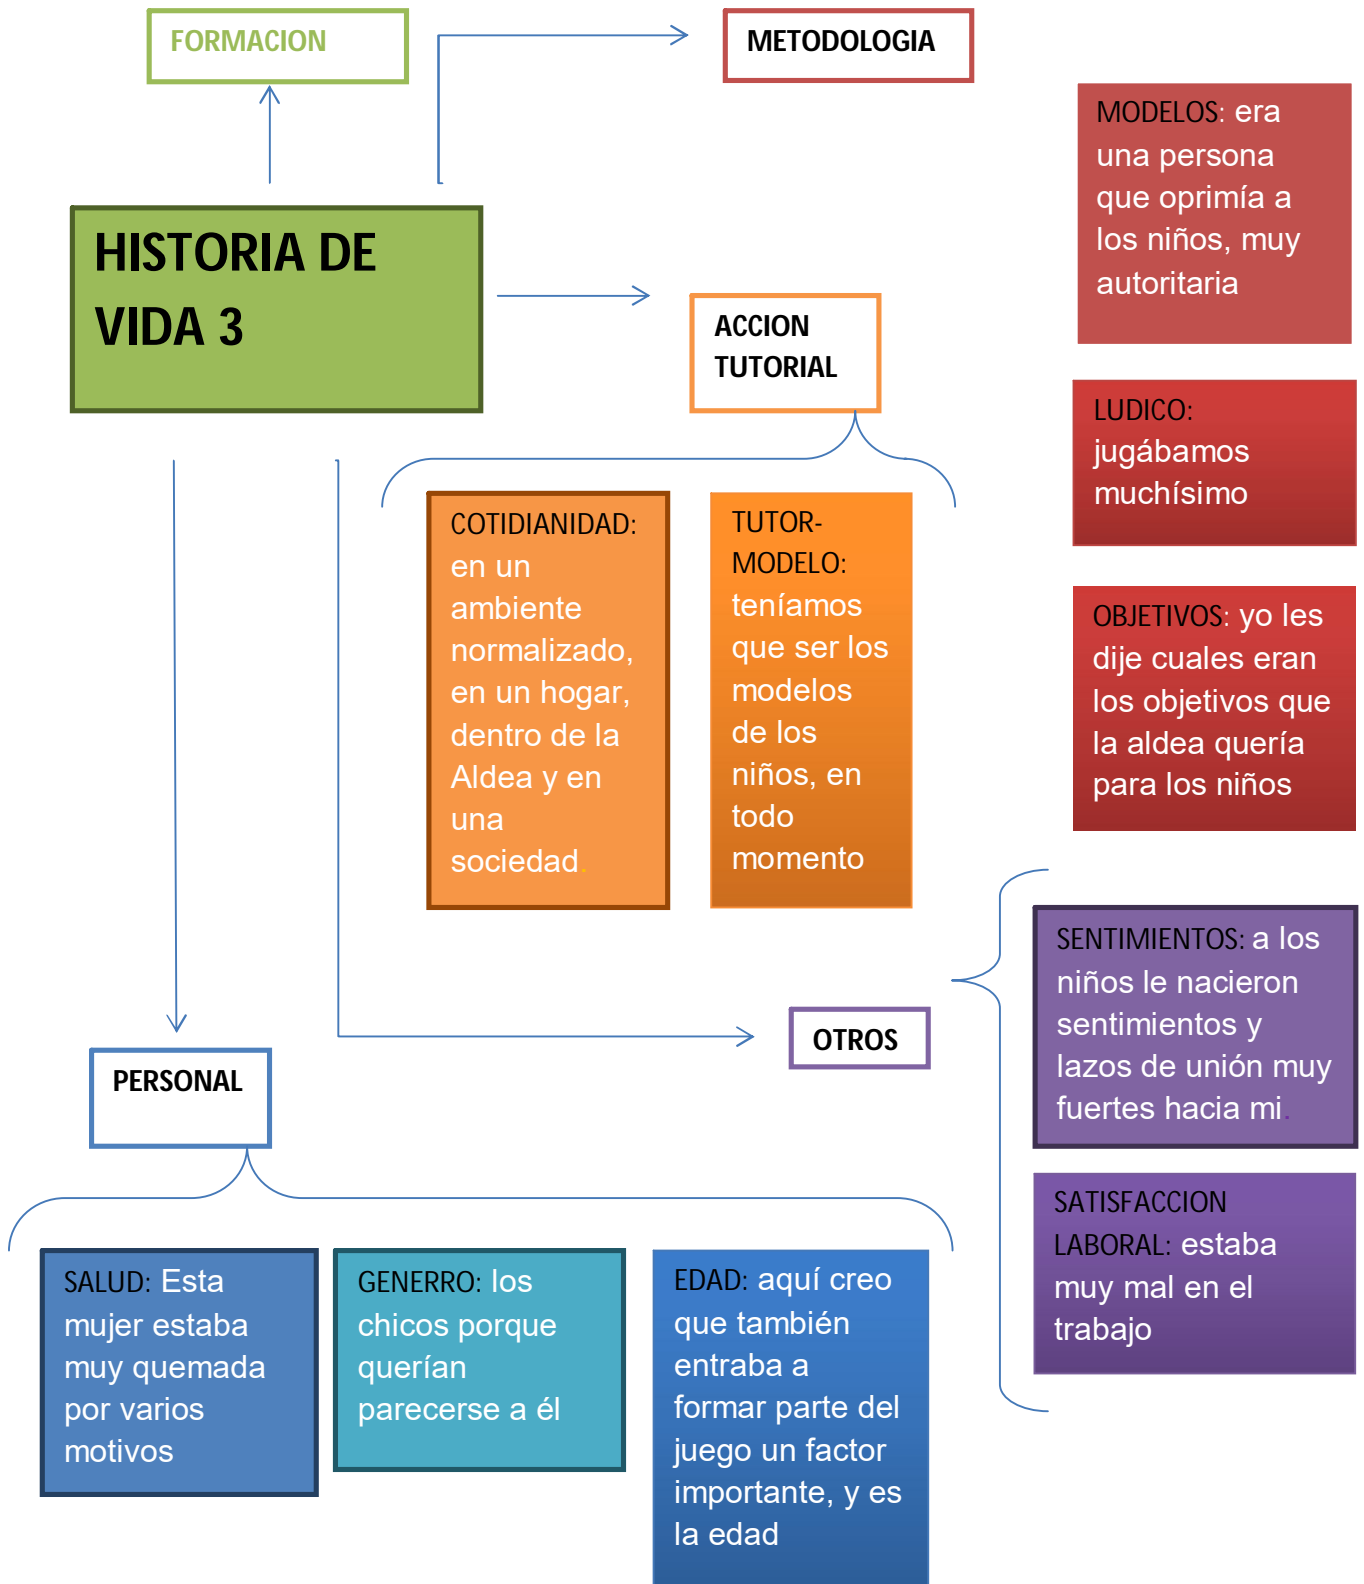 FORMACION
METODOLOGIA
HISTORIA DE
VIDA 3
ACCION
TUTORIAL
MODELOS: era
una persona
que oprimía a
los niños, muy
autoritaria
LUDICO:
jugábamos
muchísimo
OBJETIVOS: yo les
dije cuales eran
los objetivos que
la aldea quería
para los niños
COTIDIANIDAD:
en un
ambiente
normalizado,
en un hogar,
dentro de la
Aldea y en
una
sociedad.
TUTOR-
MODELO:
teníamos
que ser los
modelos
de los
niños, en
todo
momento
OTROS
SENTIMIENTOS: a los
niños le nacieron
sentimientos y
lazos de unión muy
fuertes hacia mi.
SATISFACCION
LABORAL: estaba
muy mal en el
trabajo
PERSONAL
SALUD: Esta
mujer estaba
muy quemada
por varios
motivos
GENERRO: los
chicos porque
querían
parecerse a él
EDAD: aquí creo
que también
entraba a
formar parte del
juego un factor
importante, y es
la edad